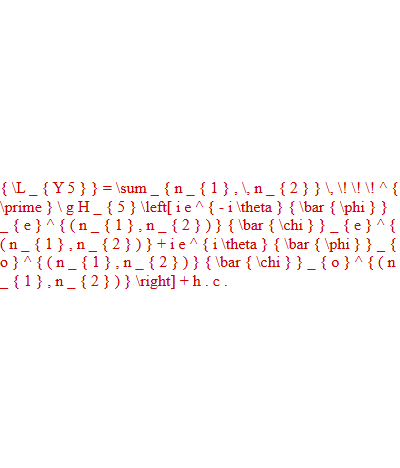 { \L _ { Y 5 } } = \sum _ { n _ { 1 } , \, n _ { 2 } } \, \! \! \! ^ {
\prime } \ g H _ { 5 } \left[ i e ^ { - i \theta } { \bar { \phi } }
_ { e } ^ { ( n _ { 1 } , n _ { 2 } ) } { \bar { \chi } } _ { e } ^ {
( n _ { 1 } , n _ { 2 } ) } + i e ^ { i \theta } { \bar { \phi } } _ {
o } ^ { ( n _ { 1 } , n _ { 2 } ) } { \bar { \chi } } _ { o } ^ { ( n
_ { 1 } , n _ { 2 } ) } \right] + h . c .